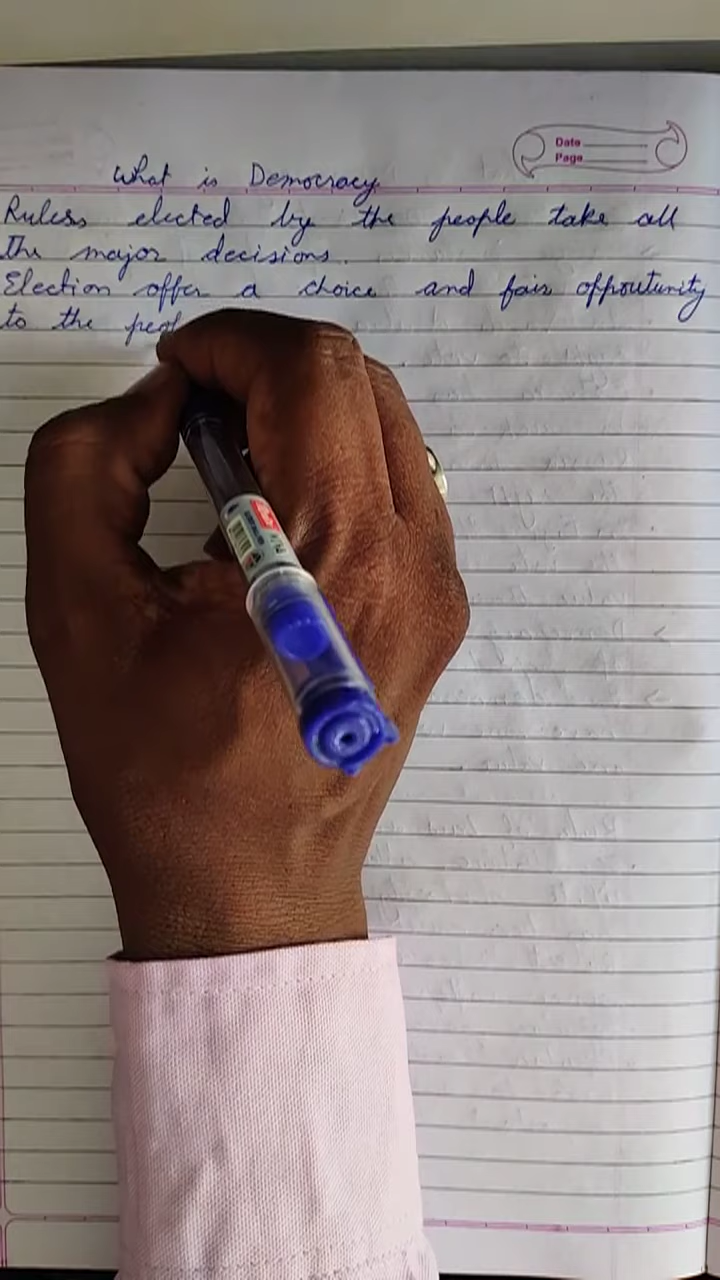 Date
Page
What is Democracy
Rulers elected by the people take all
the major decisions.
Election offer a choice and fair opportunity
to the peop